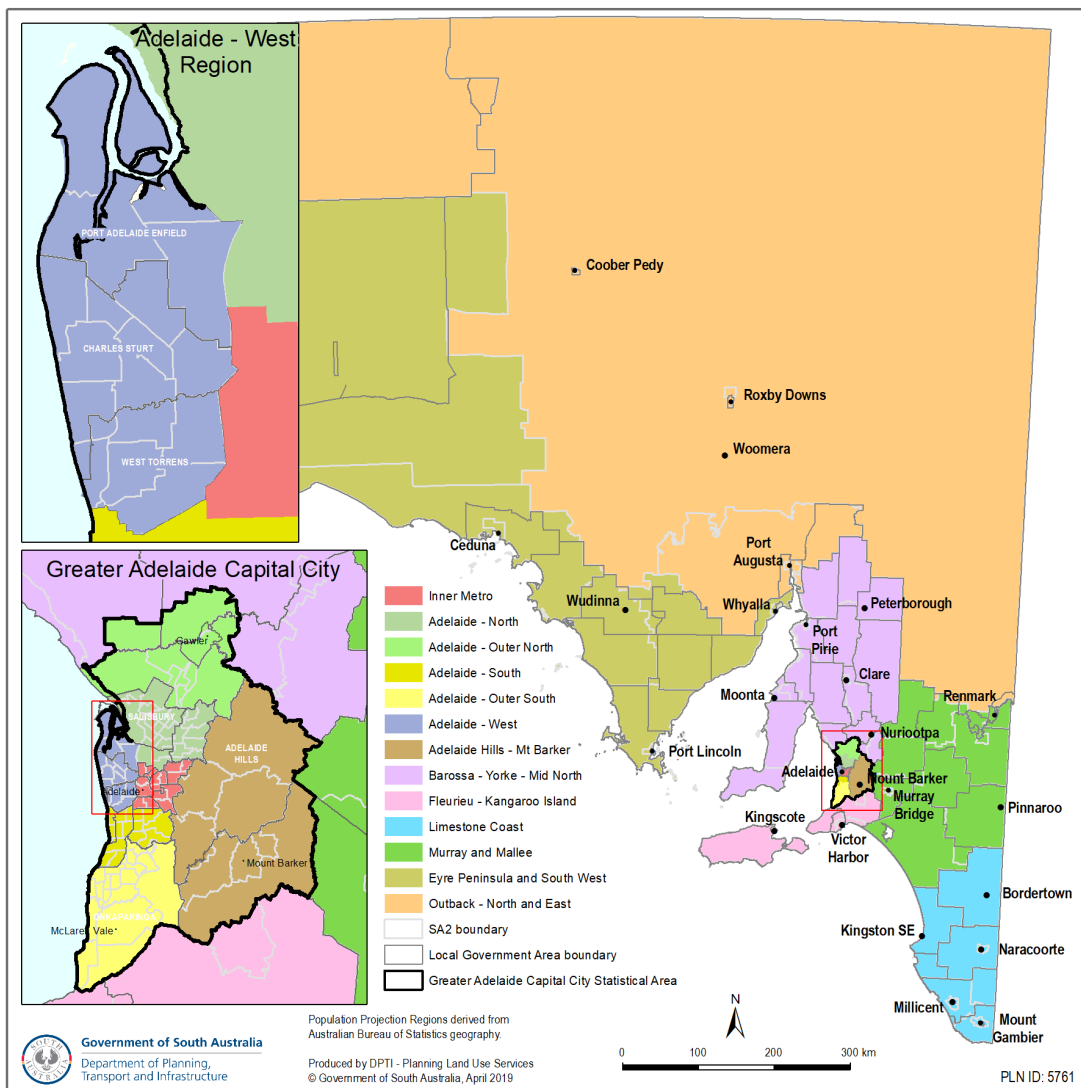 Adelaide - West
Region
PORT ADELAIDE ENFIELD
CHARLES STURT
WEST TORRENS
Greater Adelaide Capital City
Gawler
SALISBURY
ADELAIDE
HILLS
Adelaide
Mount Barker
ONKAPARINGA
McLaren Vale
Inner Metro
Adelaide - North
Adelaide - Outer North
Adelaide - South
Adelaide - Outer South
Adelaide - West
Adelaide Hills - Mt Barker
Barossa - Yorke - Mid North
Fleurieu - Kangaroo Island
Limestone Coast
Murray and Mallee
Eyre Peninsula and South West
Outback - North and East
SA2 boundary
Local Government Area boundary
Greater Adelaide Capital City Statistical Area
Coober Pedy
Roxby Downs
Woomera
Ceduna
Port
Augusta
Wudinna
Whyalla
Peterborough
Port
Pirie
Clare
Moonta
Renmark
Nuriootpa
Port Lincoln
Adelaide
Mount Barker
Murray
Bridge
Pinnaroo
Kingscote
Victor
Harbor
Bordertown
Kingston SE
Naracoorte
Millicent
Mount
Gambier
N
0 100 200 300 km
SOUTH
AUSTRALIA
Government of South Australia
Department of Planning,
Transport and Infrastructure
Population Projection Regions derived from
Australian Bureau of Statistics geography.
Produced by DPTI - Planning Land Use Services
© Government of South Australia, April 2019
PLN ID: 5761